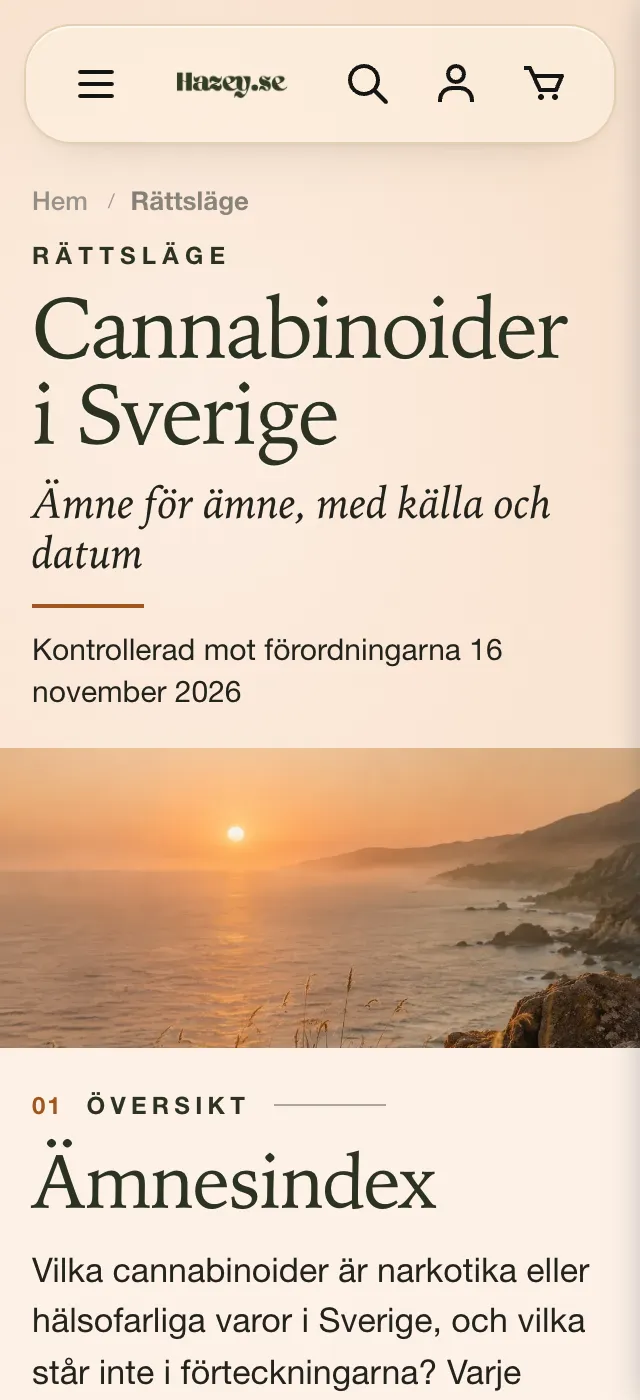 Hazey.se
Hem / Rättsläge
RÄTTSLÄGE
Cannabinoider
i Sverige
Ämne för ämne, med källa och
datum
Kontrollerad mot förordningarna 16
november 2026
01 ÖVERSIKT
Ämnesindex
Vilka cannabinoider är narkotika eller
hälsofarliga varor i Sverige, och vilka
står inte i förteckningarna? Varje